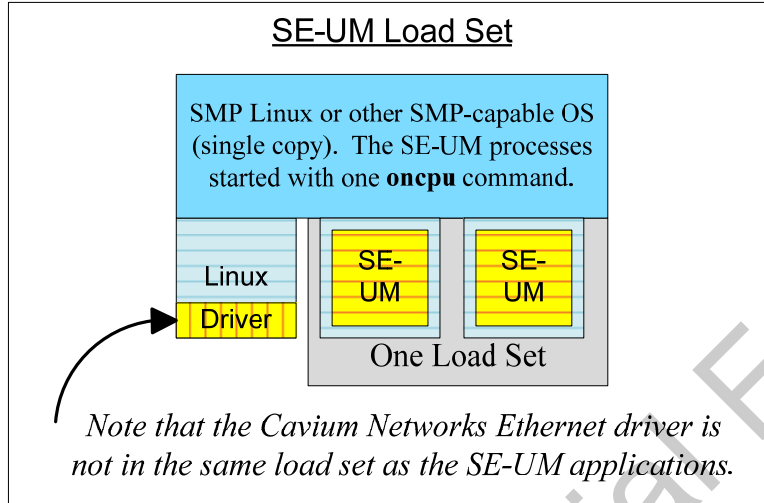 SE-UM Load Set
SMP Linux or other SMP-capable OS
(single copy). The SE-UM processes
started with one oncpu command.
Linux
Driver
SE-
UM
SE-
UM
One Load Set
Note that the Cavium Networks Ethernet driver is
not in the same load set as the SE-UM applications.